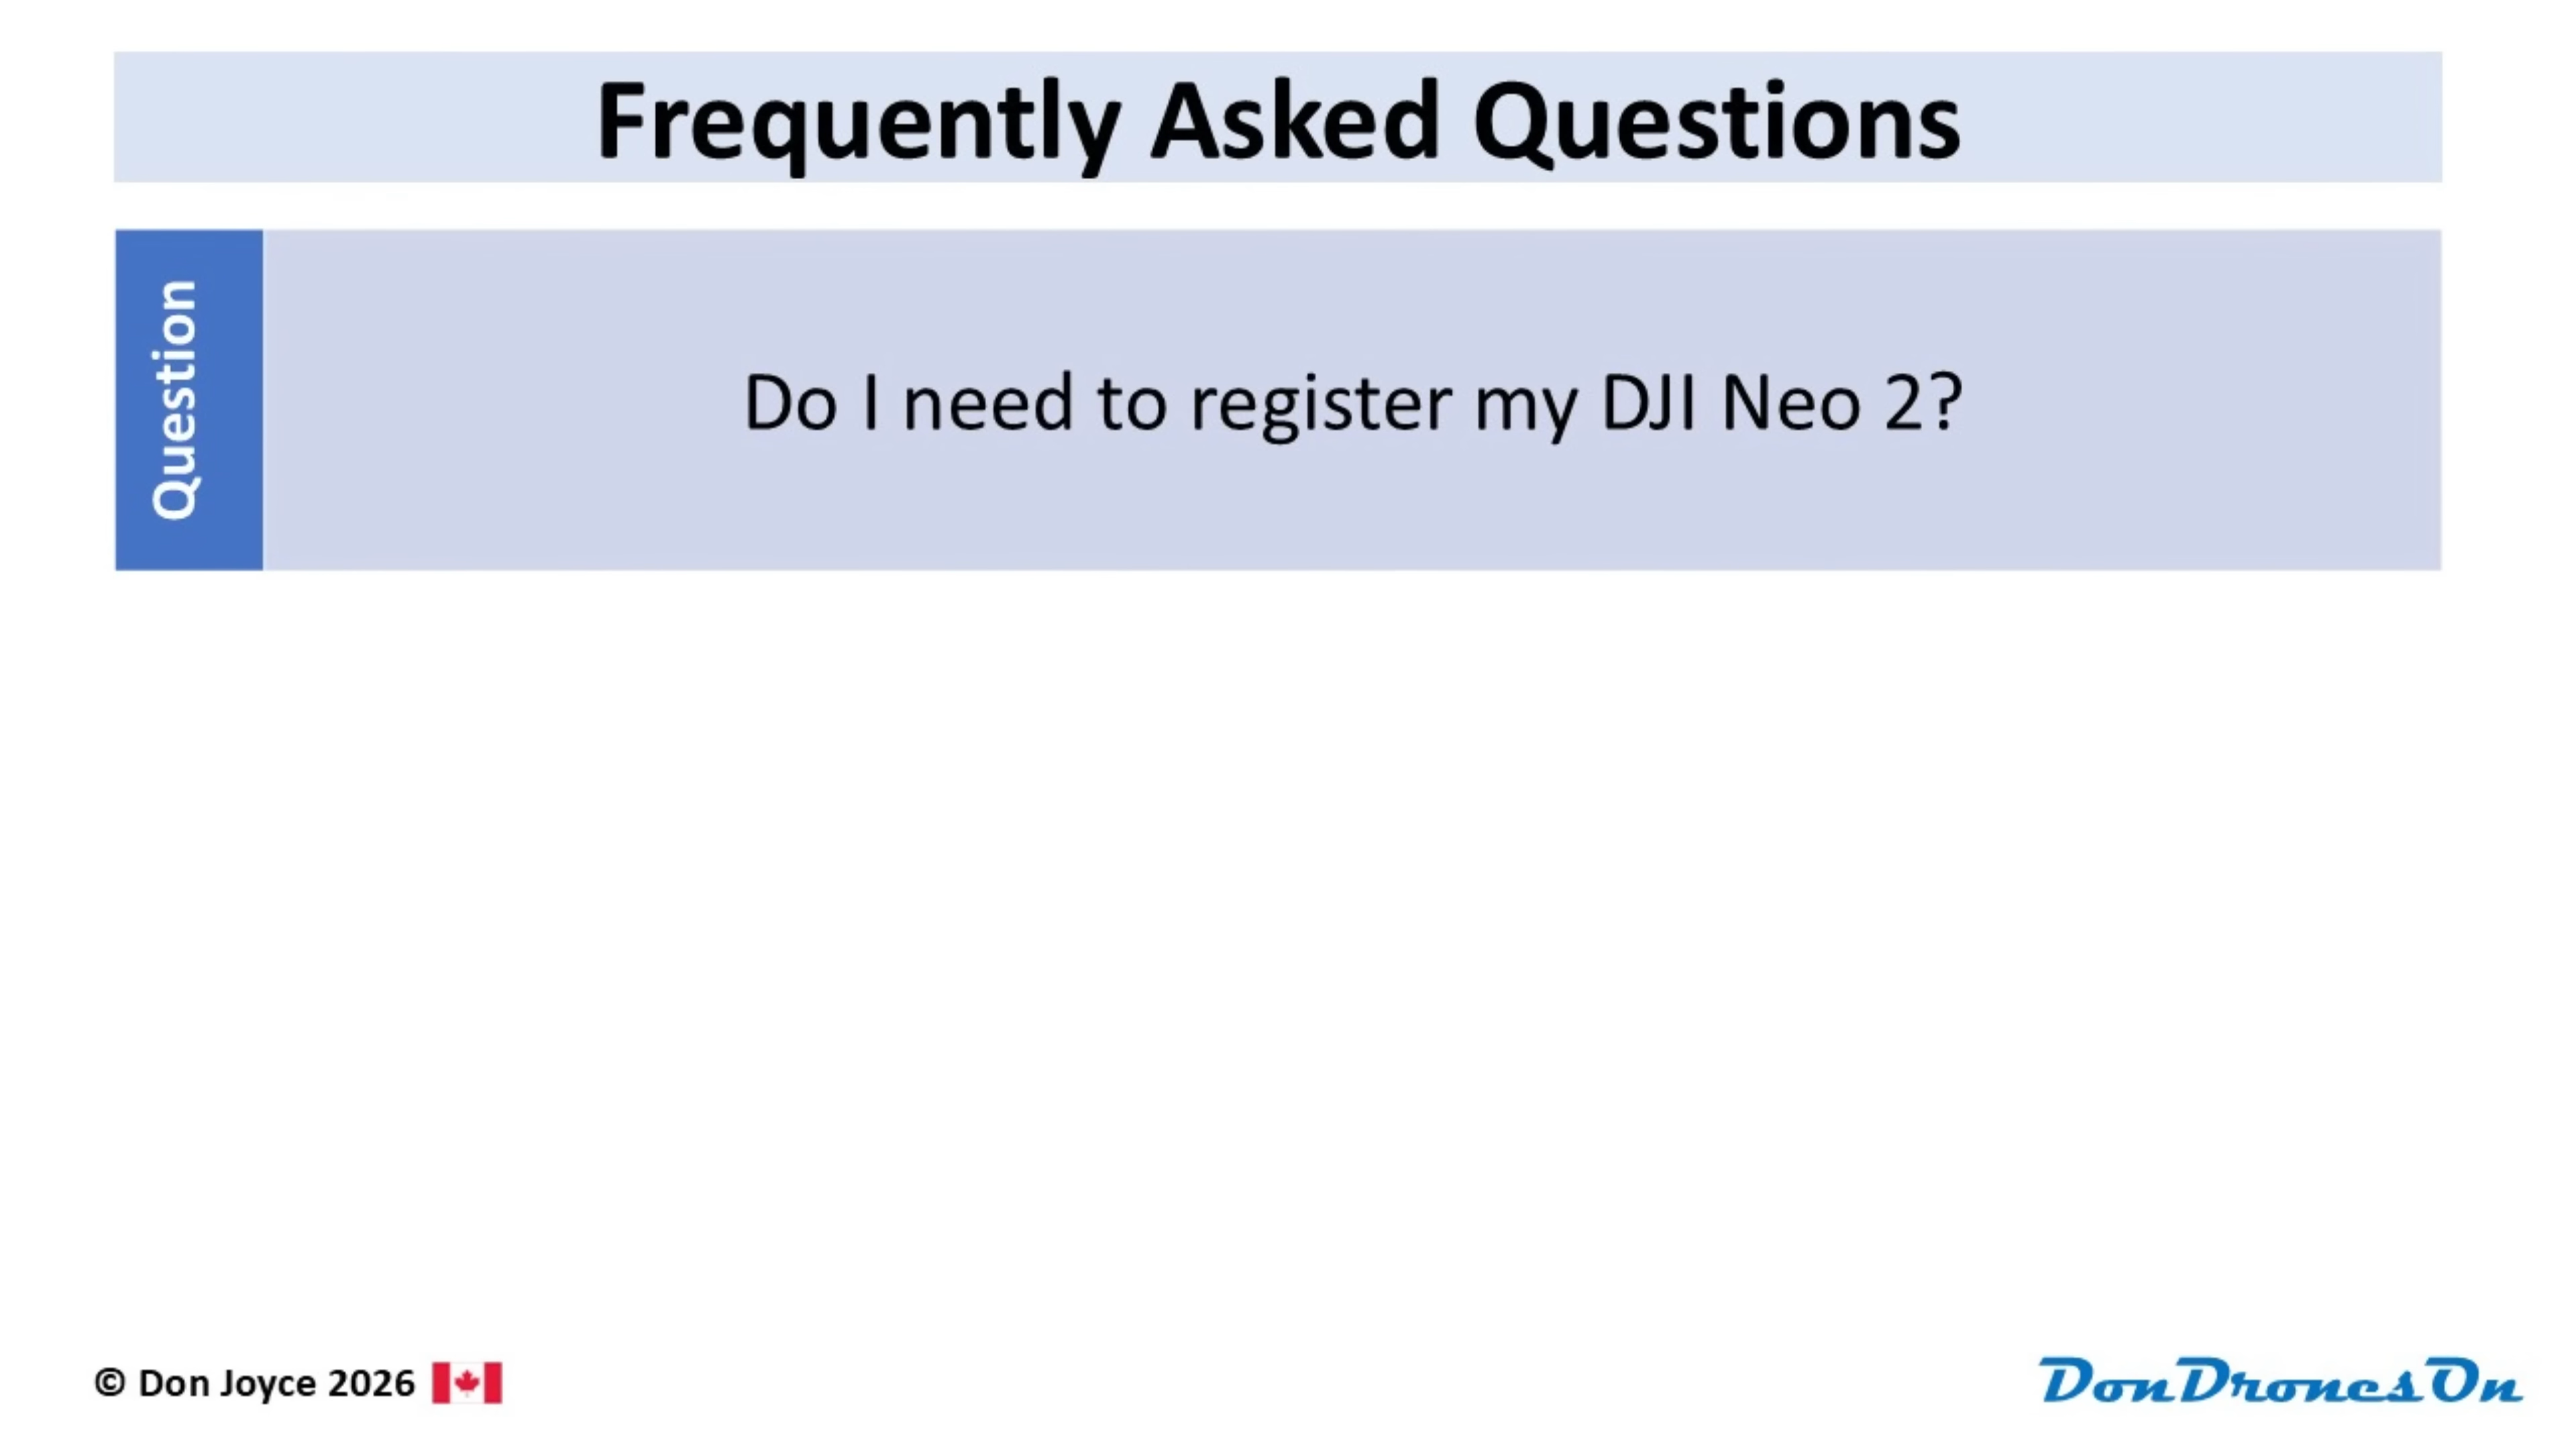 Frequently Asked Questions
Question
Do I need to register my DJI Neo 2?
© Don Joyce 2026
DonDronesOn